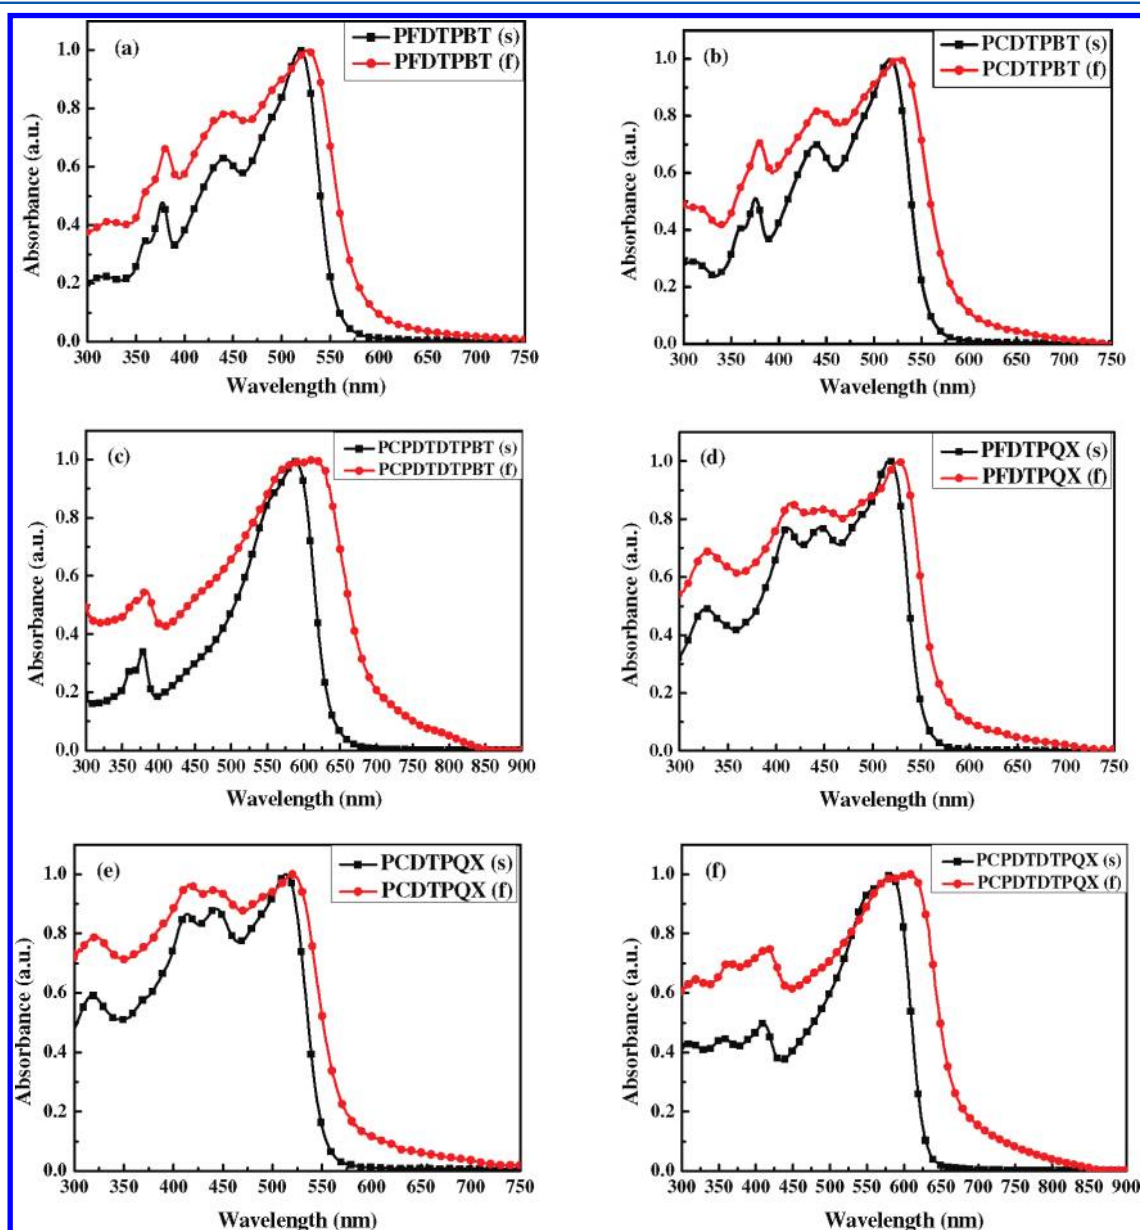 (a)
PFDTPBT (s)
PFDTPBT (f)
Absorbance (a.u.)
1.0
0.8
0.6
0.4
0.2
0.0
300 350 400 450 500 550 600 650 700 750
Wavelength (nm)
(b)
PCDTPBT (s)
PCDTPBT (f)
Absorbance (a.u.)
1.0
0.8
0.6
0.4
0.2
0.0
300 350 400 450 500 550 600 650 700 750
Wavelength (nm)
(c)
PCPDTDTPBT (s)
PCPDTDTPBT (f)
Absorbance (a.u.)
1.0
0.8
0.6
0.4
0.2
0.0
300 350 400 450 500 550 600 650 700 750 800 850 900
Wavelength (nm)
(d)
PFDTPQX (s)
PFDTPQX (f)
Absorbance (a.u.)
1.0
0.8
0.6
0.4
0.2
0.0
300 350 400 450 500 550 600 650 700 750
Wavelength (nm)
(e)
PCDTPQX (s)
PCDTPQX (f)
Absorbance (a.u.)
1.0
0.8
0.6
0.4
0.2
0.0
300 350 400 450 500 550 600 650 700 750
Wavelength (nm)
(f)
PCPDTDTPQX (s)
PCPDTDTPQX (f)
Absorbance (a.u.)
1.0
0.8
0.6
0.4
0.2
0.0
300 350 400 450 500 550 600 650 700 750 800 850 900
Wavelength (nm)